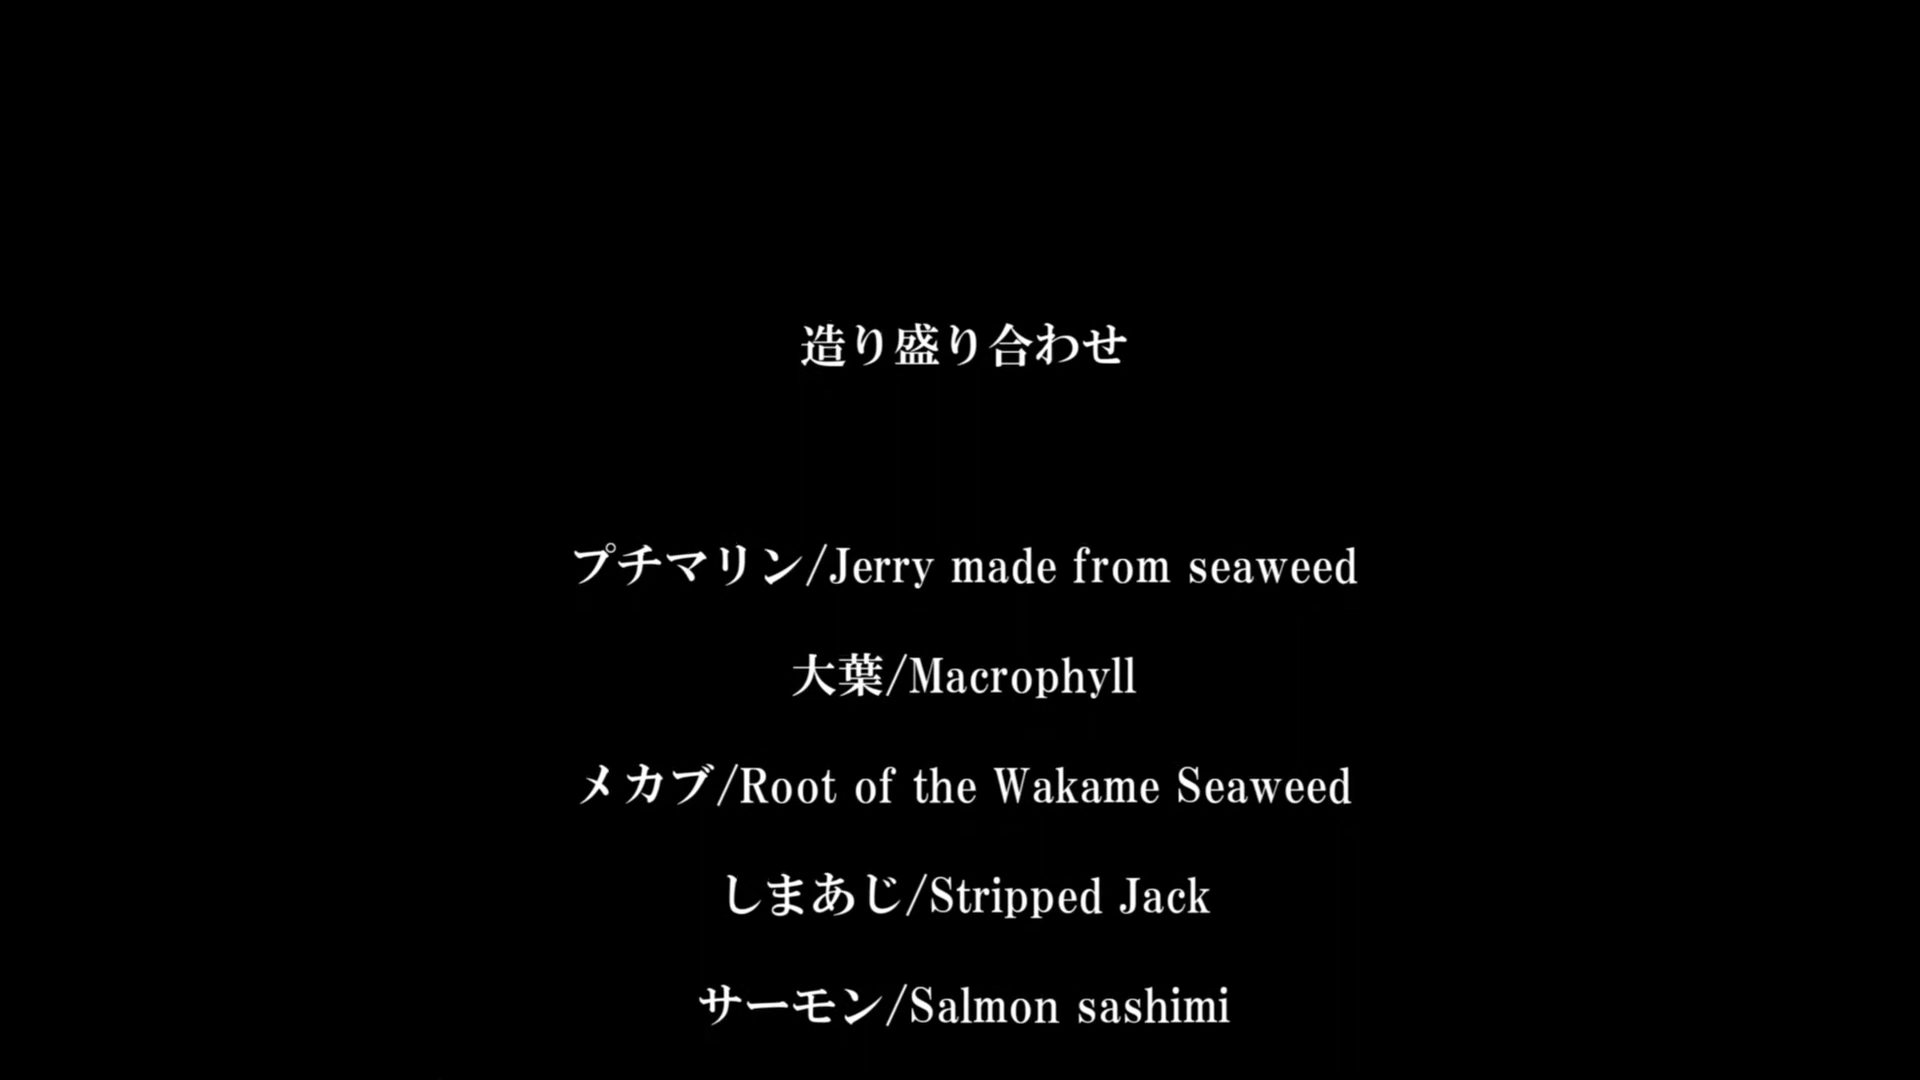 造り盛り合わせ
プチマリン/Jerry made from seaweed
大葉/Macrophyll
メカブ/Root of the Wakame Seaweed
しまあじ/Stripped Jack
サーモン/Salmon sashimi